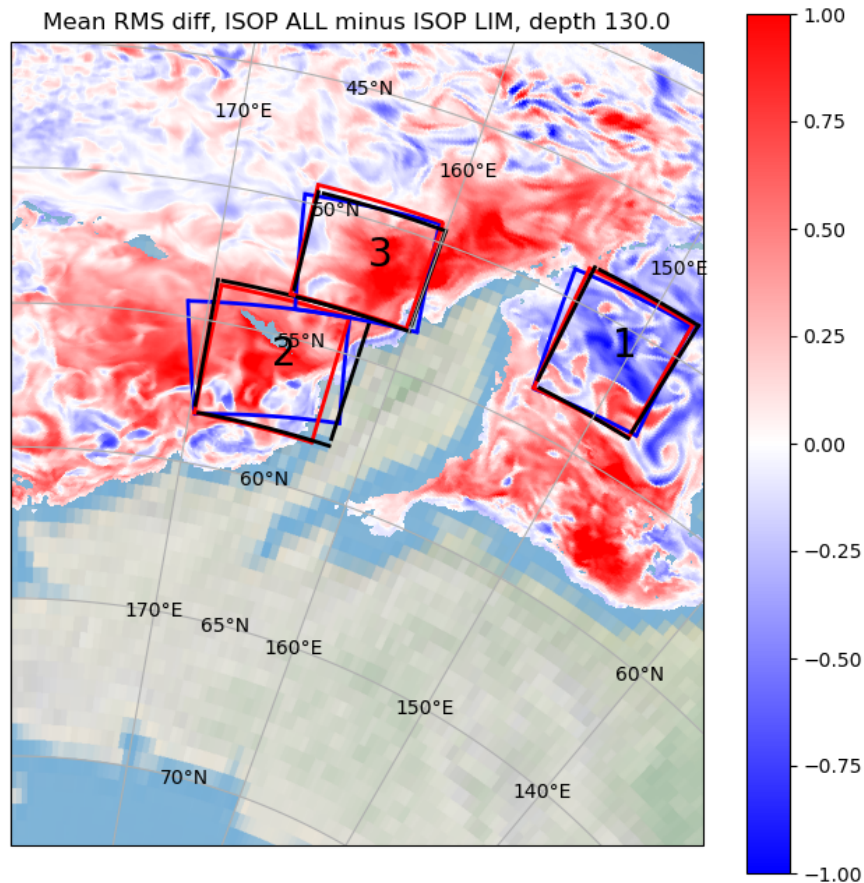 Mean RMS diff, ISOP ALL minus ISOP LIM, depth 130.0
1.00
45°N
170°E
0.75
160°E
50°N
0.50
3
150°E
0.25
55°N
1
2
0.00
60°N
−0.25
170°E
65°N
160°E
−0.50
60°N
150°E
−0.75
70°N
140°E
−1.00